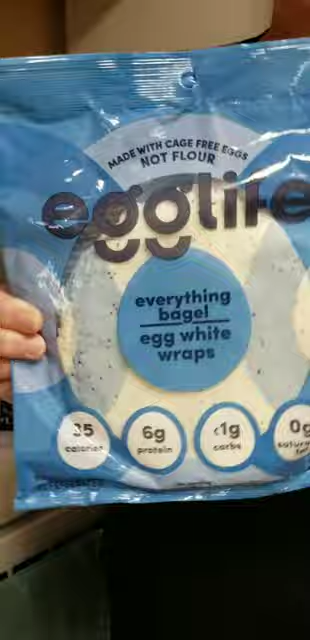 MADE WITH CAGE FREE EGGS
NOT FLOUR
egglife
everything
bagel
egg white
wraps
35
calories
6g
protein
<1g
carbs
0g